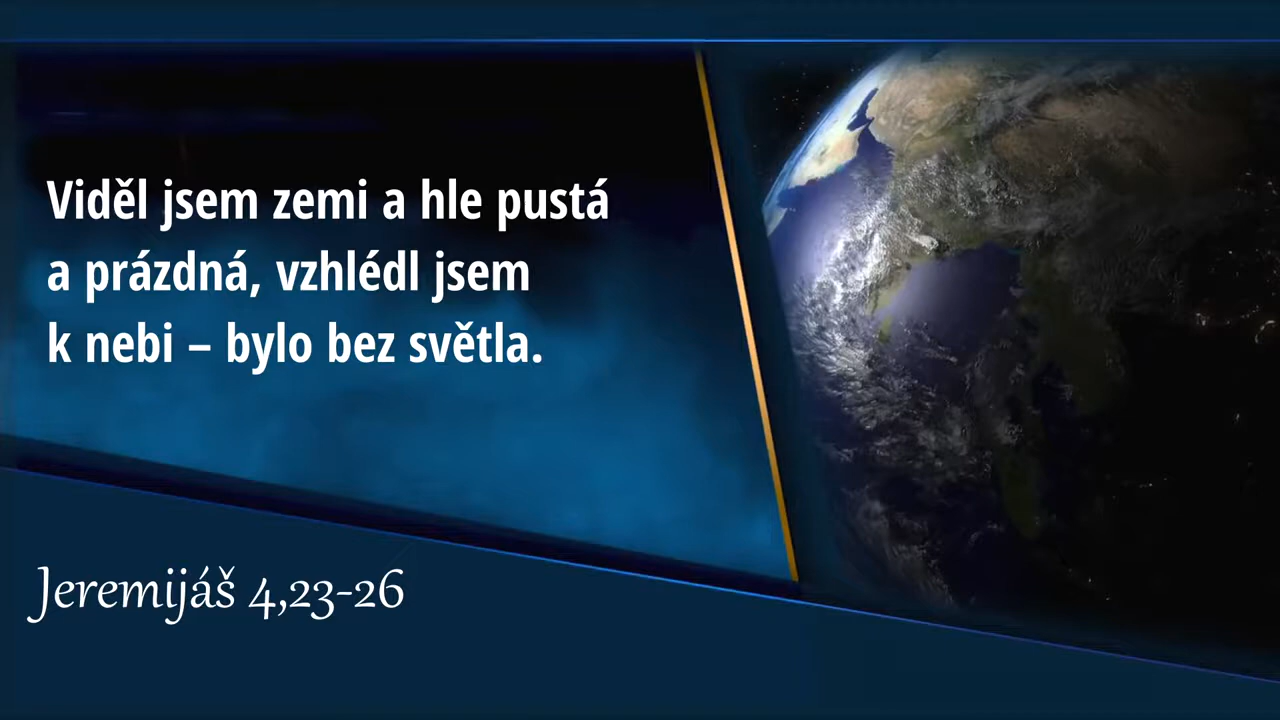 Viděl jsem zemi a hle pustá
a prázdná, vzhlédl jsem
k nebi – bylo bez světla.
Jeremijáš 4,23-26